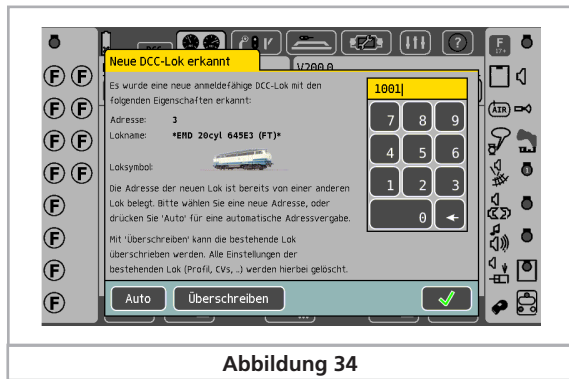 F
17+
DCC
V200.0
Neue DCC-Lok erkannt
Es wurde eine neue anmeldefähige DCC-Lok mit den
folgenden Eigenschaften erkannt:
Adresse: 3
Lokname: *EMD 20cyl 645E3 (FT)*
Loksymbol:
Die Adresse der neuen Lok ist bereits von einer anderen
Lok belegt. Bitte wählen Sie eine neue Adresse, oder
drücken Sie 'Auto' für eine automatische Adressvergabe.
Mit 'Überschreiben' kann die bestehende Lok
überschrieben werden. Alle Einstellungen der
bestehenden Lok (Profil, CVs, ..) werden hierbei gelöscht.
1001
7 8 9
4 5 6
1 2 3
0
Auto Überschreiben
F F
F F
F F
F F
F
F
F
F
AIR
Abbildung 34